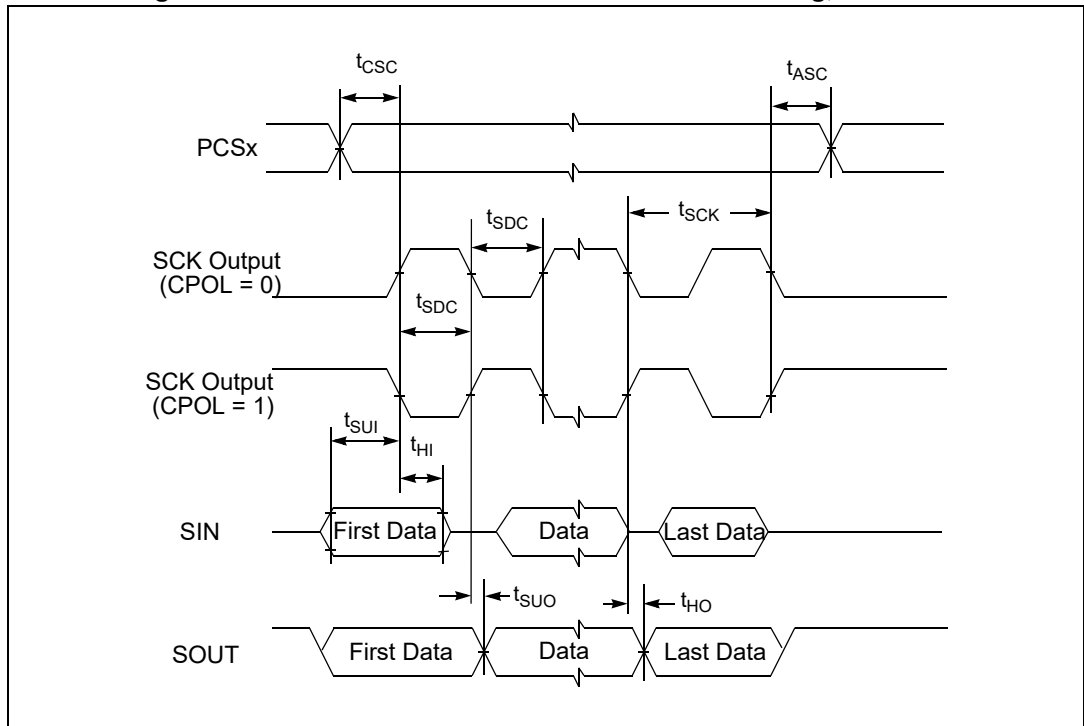 g,
tCSC
tASC
PCSx
tSCK
tSDC
SCK Output
(CPOL = 0)
tSDC
SCK Output
(CPOL = 1)
tSUI
tHI
SIN
First Data
Data
Last Data
tSUO
tHO
SOUT
First Data
Data
Last Data